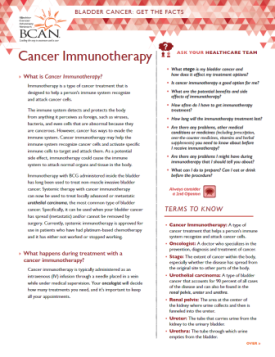 BLADDER CANCER: GET THE FACTS
BCAN
Cancer Immunotherapy
What is Cancer Immunotherapy?
Immunotherapy is a type of cancer treatment that is
designed to help a person's immune system recognize
and attack cancer cells.
The immune system detects and protects the body
from anything it perceives as foreign, such as viruses,
bacteria, and even cells that are abnormal because they
are cancerous. However, cancer has ways to evade the
immune system. Cancer immunotherapy may help the
immune system recognize cancer cells and activate specific
immune cells to target and attack them. As a potential
side effect, immunotherapy could cause the immune
system to attack normal organs and tissue in the body.
Immunotherapy with BCG administered inside the bladder
has long been used to treat non-muscle invasive bladder
cancer. Systemic therapy with cancer immunotherapy
can now be used to treat locally advanced or metastatic
urothelial carcinoma, the most common type of bladder
cancer. Specifically, it can be used when your bladder cancer
has spread (metastasis) and/or cannot be removed by
surgery. Currently, systemic immunotherapy is approved for
use in patients who have had platinum-based chemotherapy
and it has either not worked or stopped working.
What happens during treatment with a
cancer immunotherapy?
Cancer immunotherapy is typically administered as an
intravenous (IV) infusion through a needle placed in a vein
while under medical supervision. Your oncologist will decide
how many treatments you need, and it's important to keep
all your appointments.
ASK YOUR HEALTHCARE TEAM
What stage is my bladder cancer and
how does it affect my treatment options?
Is cancer immunotherapy a good option for me?
What are the potential benefits and side
effects of immunotherapy?
How often do I have to get immunotherapy
treatment?
How long will the immunotherapy treatment last?
Are there any problems, other medical
conditions or medicines (including prescription,
over-the-counter medicines, vitamins and herbal
supplements) you need to know about before
I receive immunotherapy?
Are there any problems I might have during
immunotherapy that I should tell you about?
What can I do to prepare? Can I eat or drink
before the procedure?
Always consider
a 2nd Opinion
TERMS TO KNOW
Cancer Immunotherapy: A type of
cancer treatment that helps a person's immune
system recognize and attack cancer cells.
Oncologist: A doctor who specializes in the
prevention, diagnosis and treatment of cancer.
Stage: The extent of cancer within the body,
especially whether the disease has spread from
the original site to other parts of the body.
Urothelial carcinoma: A type of bladder
cancer that accounts for 90 percent of all cases
of the disease and can also be found in the
renal pelvis, ureter and urethra.
Renal pelvis: The area at the center of
the kidney where urine collects and then is
funneled into the ureter.
Ureter: The tube that carries urine from the
kidney to the urinary bladder.
Urethra: The tube through which urine
empties from the bladder.
OVER